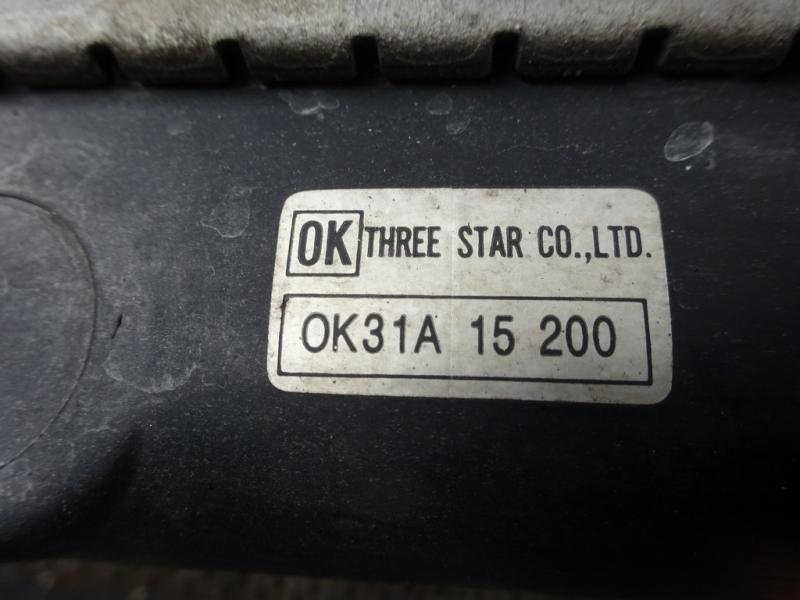 OK THREE STAR CO.,LTD.
OK31A 15 200